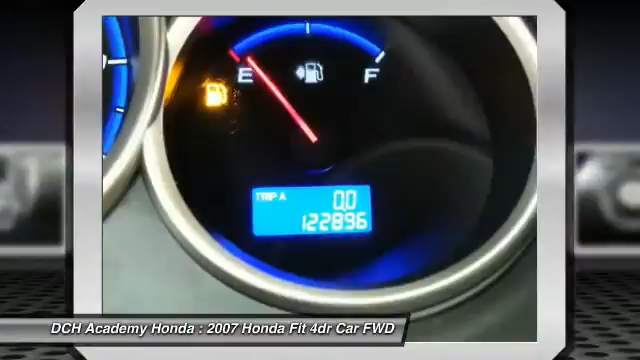 E F
TRIP A 0.0
122896
DCH Academy Honda : 2007 Honda Fit 4dr Car FWD